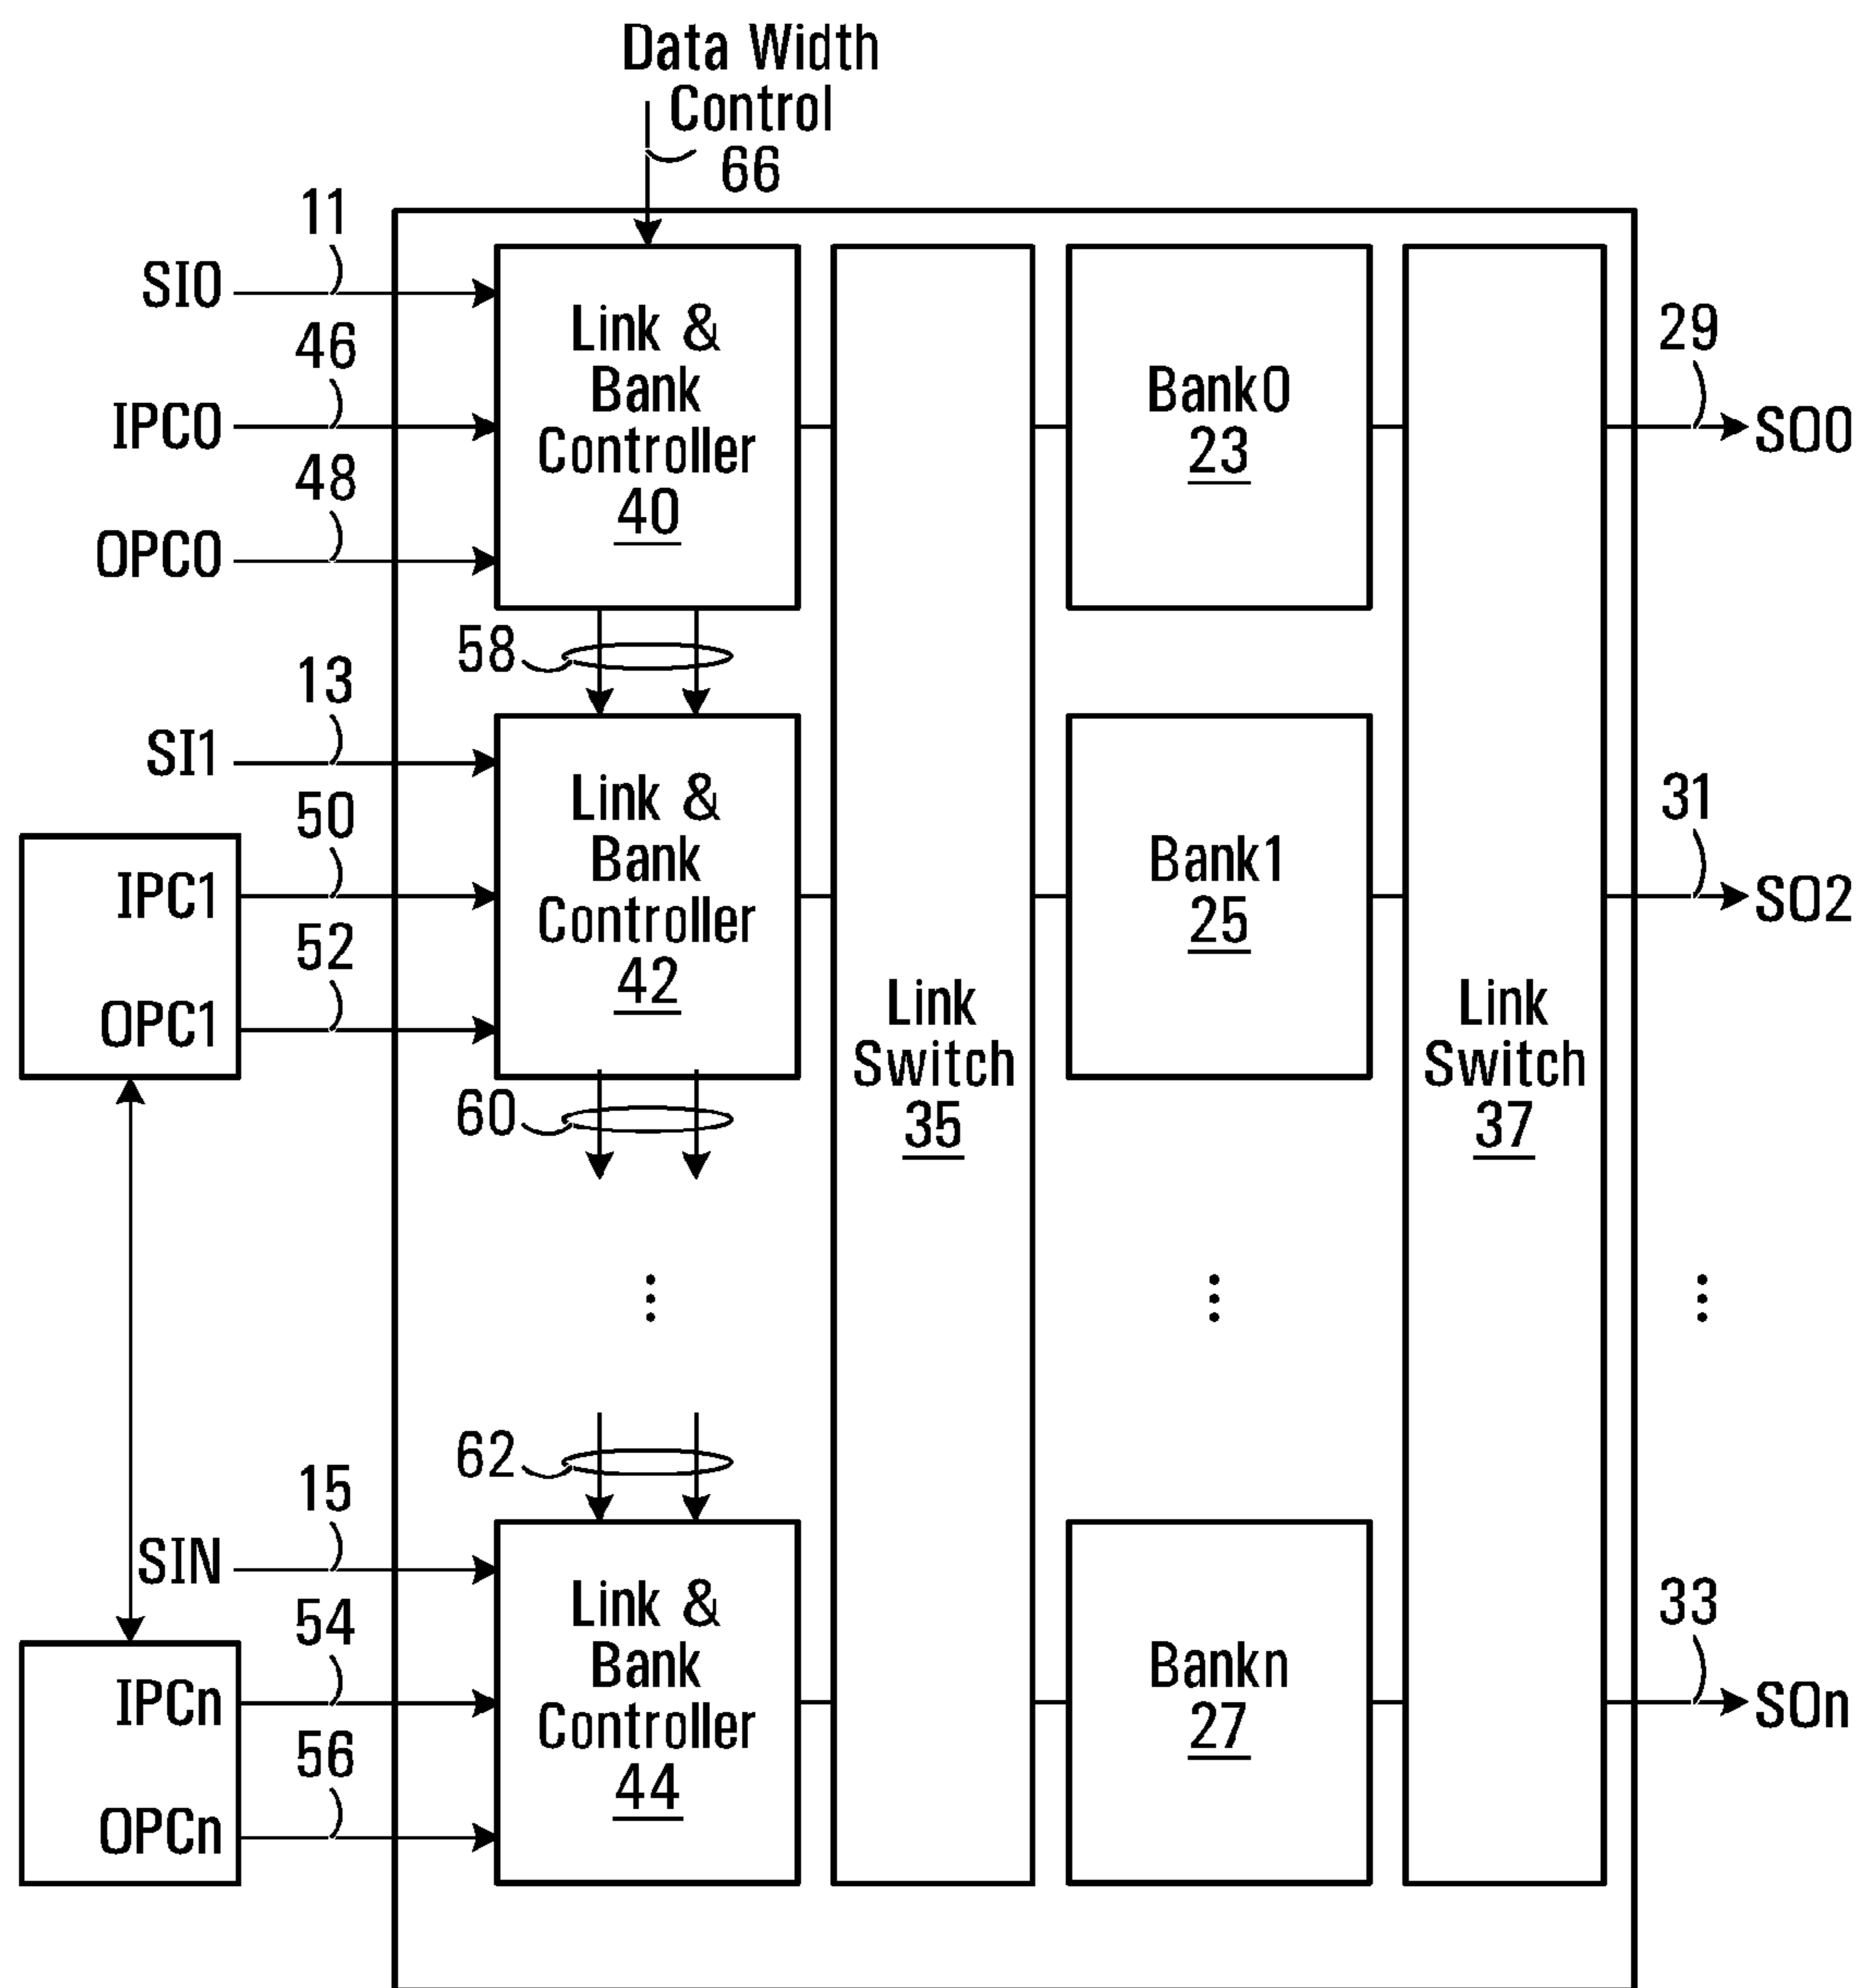 Data Width
Control
66
11
SI0
46
IPC0
48
OPC0
Link &
Bank
Controller
40
Bank0
23
29
SO0
58
13
SI1
50
IPC1
52
OPC1
Link &
Bank
Controller
42
Link
Switch
35
Bank1
25
Link
Switch
37
31
SO2
60
62
15
SIN
54
IPCn
56
OPCn
Link &
Bank
Controller
44
Bankn
27
33
SOn